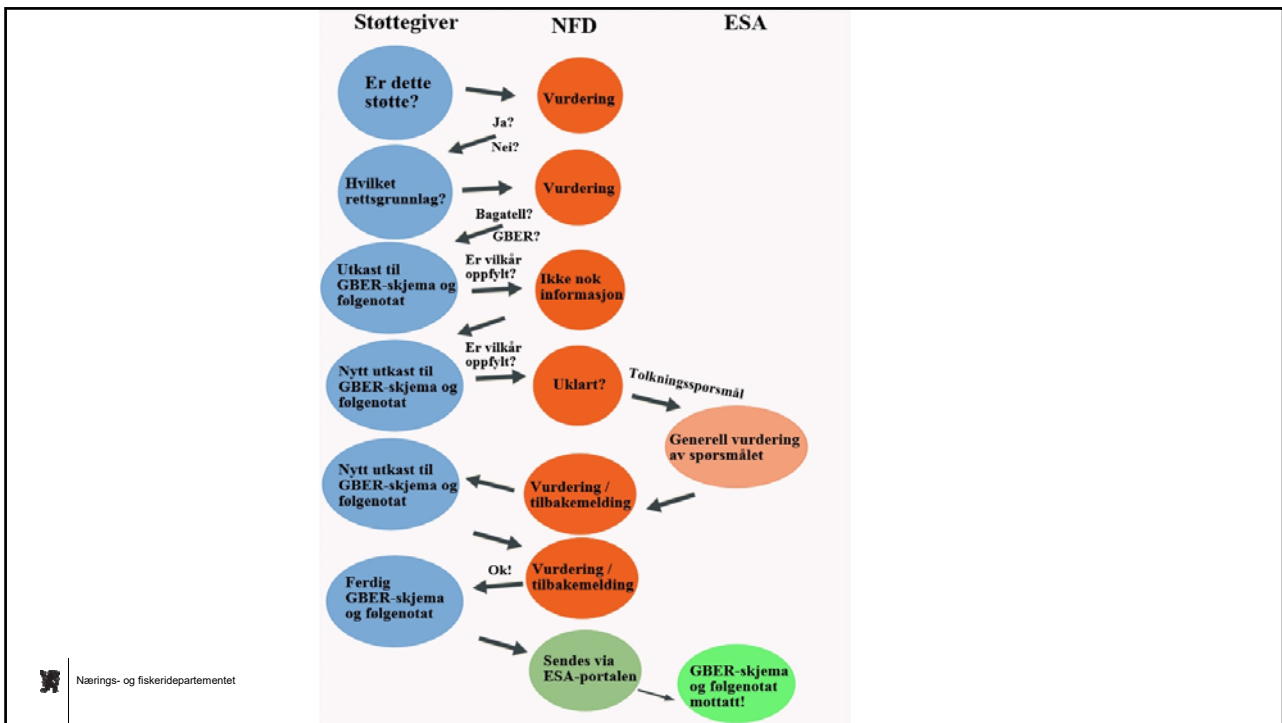 Støttegiver
NFD
ESA
Er dette
støtte?
Vurdering
Ja?
Nei?
Hvilket
rettsgrunnlag?
Vurdering
Bagatell?
GBER?
Utkast til
GBER-skjema og
følgenotat
Er vilkår
oppfylt?
Ikke nok
informasjon
Nytt utkast til
GBER-skjema og
følgenotat
Er vilkår
oppfylt?
Uklart?
Tolkningsspørsmål
Generell vurdering
av spørsmålet
Nytt utkast til
GBER-skjema og
følgenotat
Vurdering /
tilbakemelding
Vurdering /
tilbakemelding
Ok!
Ferdig
GBER-skjema
og følgenotat
Sendes via
ESA-portalen
GBER-skjema
og følgenotat
mottatt!
Nærings- og fiskeridepartementet